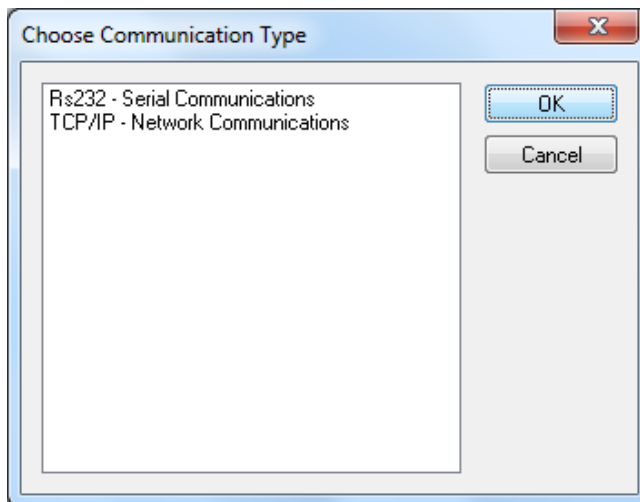 Choose Communication Type
Rs232 - Serial Communications
TCP/IP - Network Communications
OK
Cancel